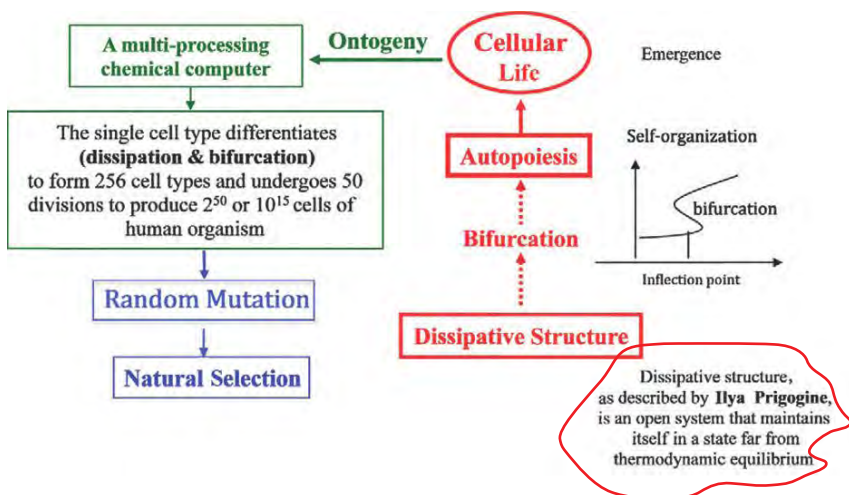 A multi-processing
chemical computer
Ontogeny
Cellular
Life
Emergence
The single cell type differentiates
(dissipation & bifurcation)
to form 256 cell types and undergoes 50
divisions to produce 2⁵⁰ or 10¹⁵ cells of
human organism
Autopoiesis
Self-organization
bifurcation
Inflection point
Bifurcation
Random Mutation
Dissipative Structure
Natural Selection
Dissipative structure,
as described by Ilya Prigogine,
is an open system that maintains
itself in a state far from
thermodynamic equilibrium